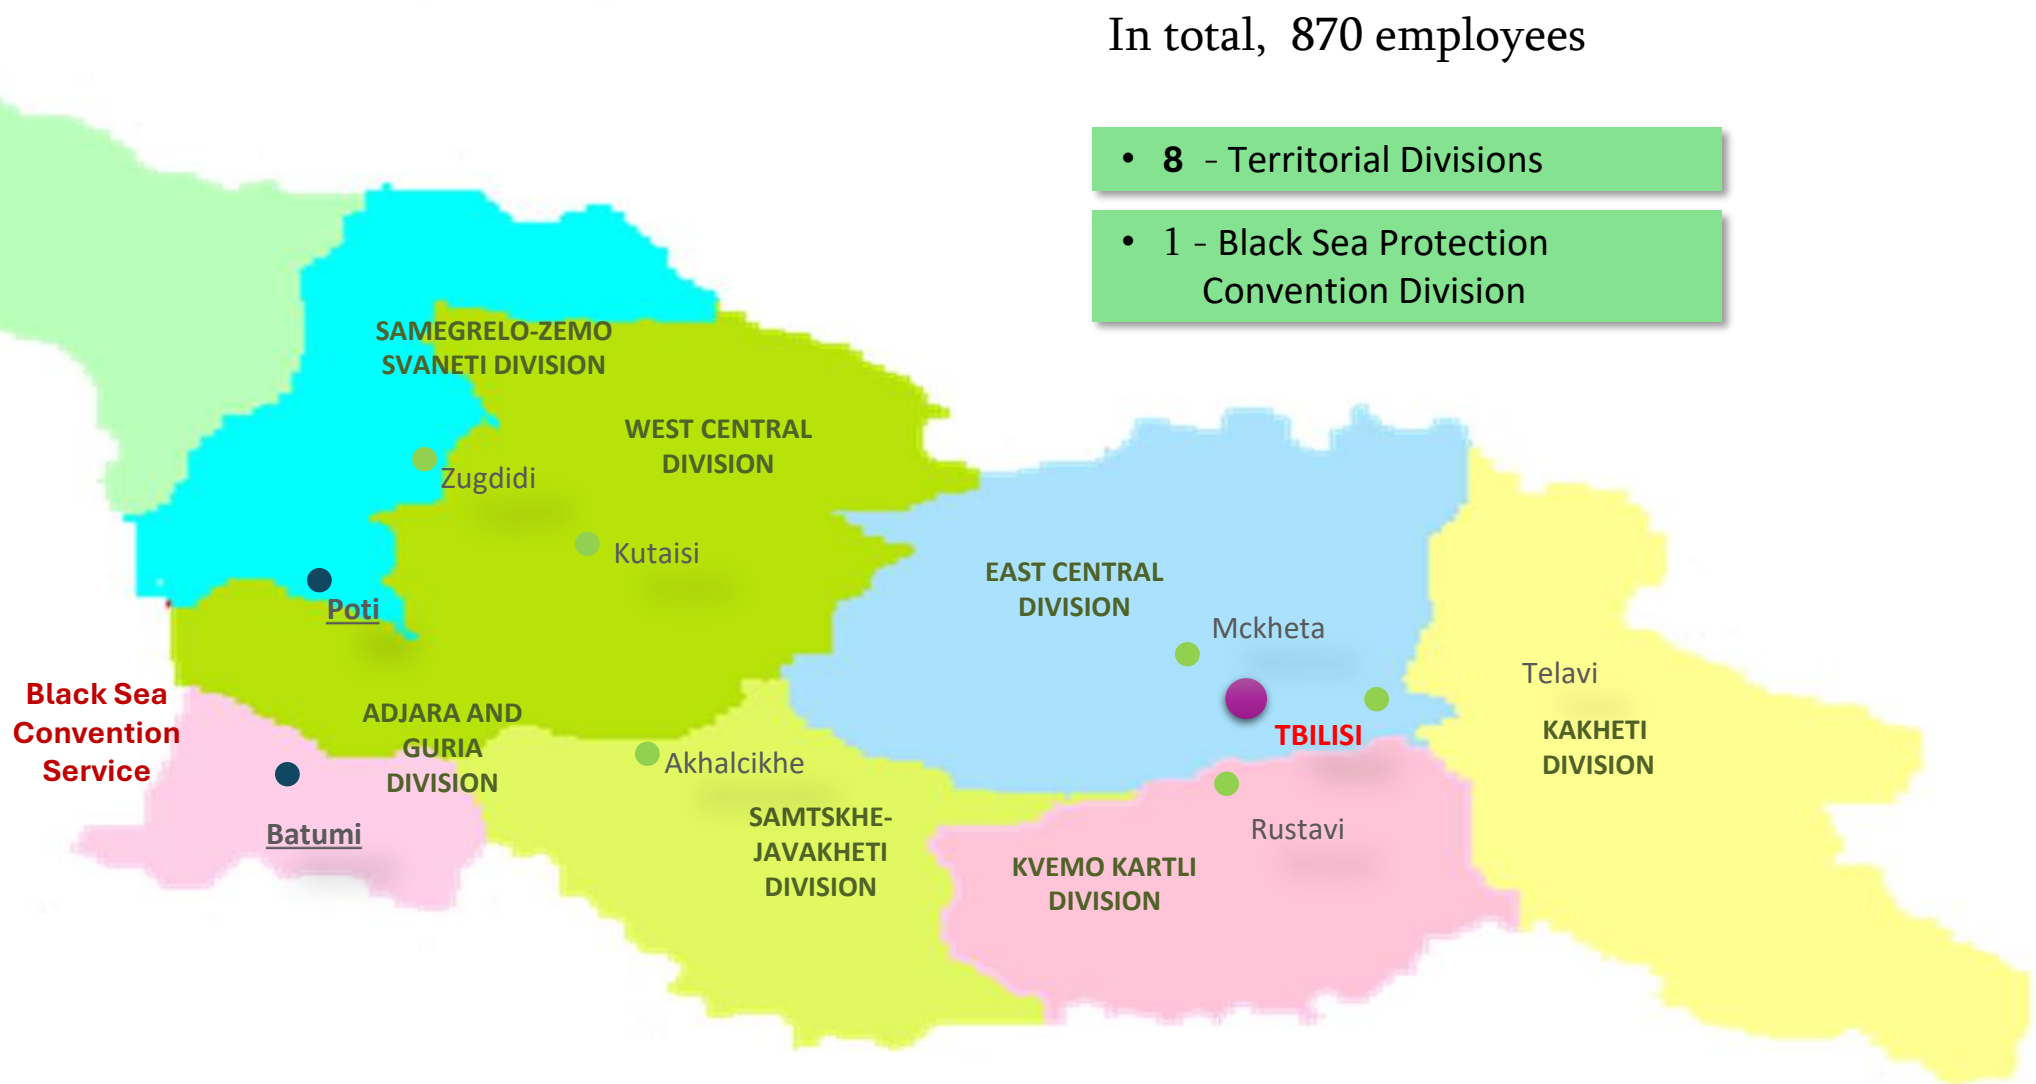 In total, 870 employees
• 8 - Territorial Divisions
• 1 - Black Sea Protection
Convention Division
SAMEGRELO-ZEMO
SVANETI DIVISION
WEST CENTRAL
DIVISION
Zugdidi
Kutaisi
Poti
EAST CENTRAL
DIVISION
Mckheta
TBILISI
Telavi
KAKHETI
DIVISION
Black Sea
Convention
Service
ADJARA AND
GURIA
DIVISION
Batumi
Akhalcikhe
SAMTSKHE-
JAVAKHETI
DIVISION
KVEMO KARTLI
DIVISION
Rustavi